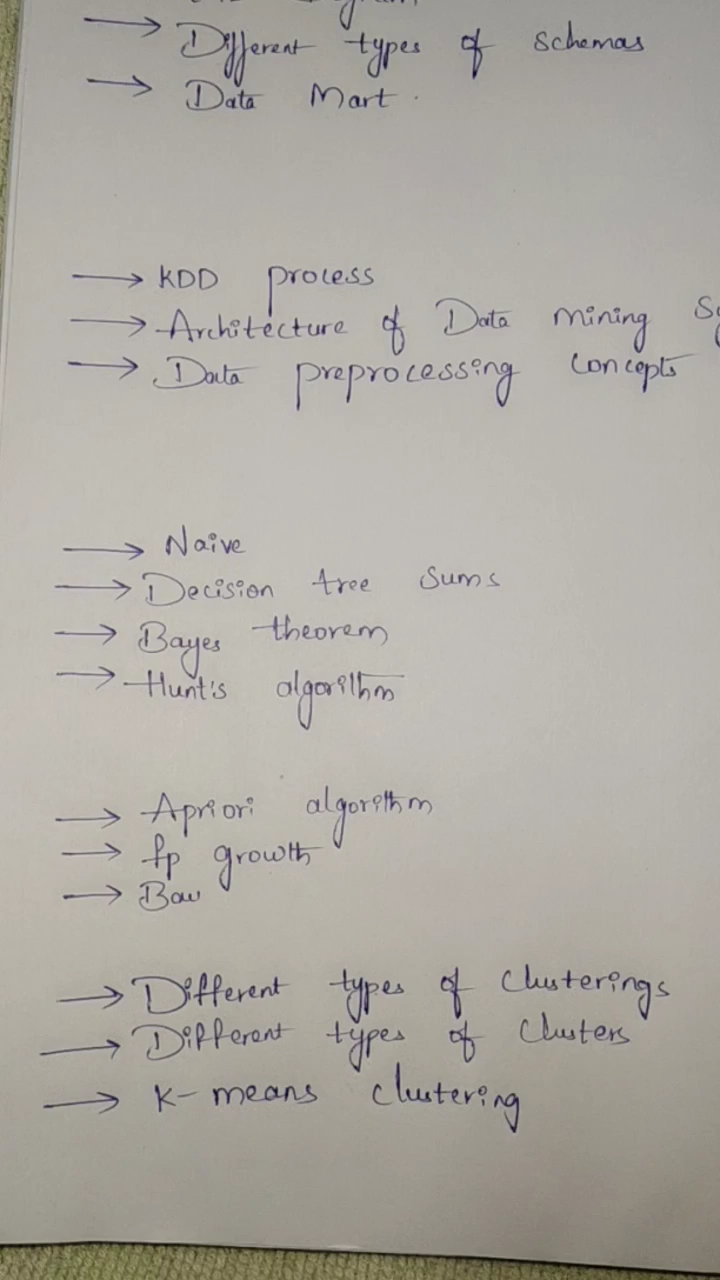 → Different types of schemas
→ Data Mart.
→ KDD process
→ Architecture of Data mining
→ Data preprocessing concepts
→ Naive
→ Decision tree sums
→ Bayes theorem
→ Hunt's algorithm
→ Apriori algorithm
→ fp growth
→
→ Different types of clusterings
→ Different types of clusters
→ K-means clustering